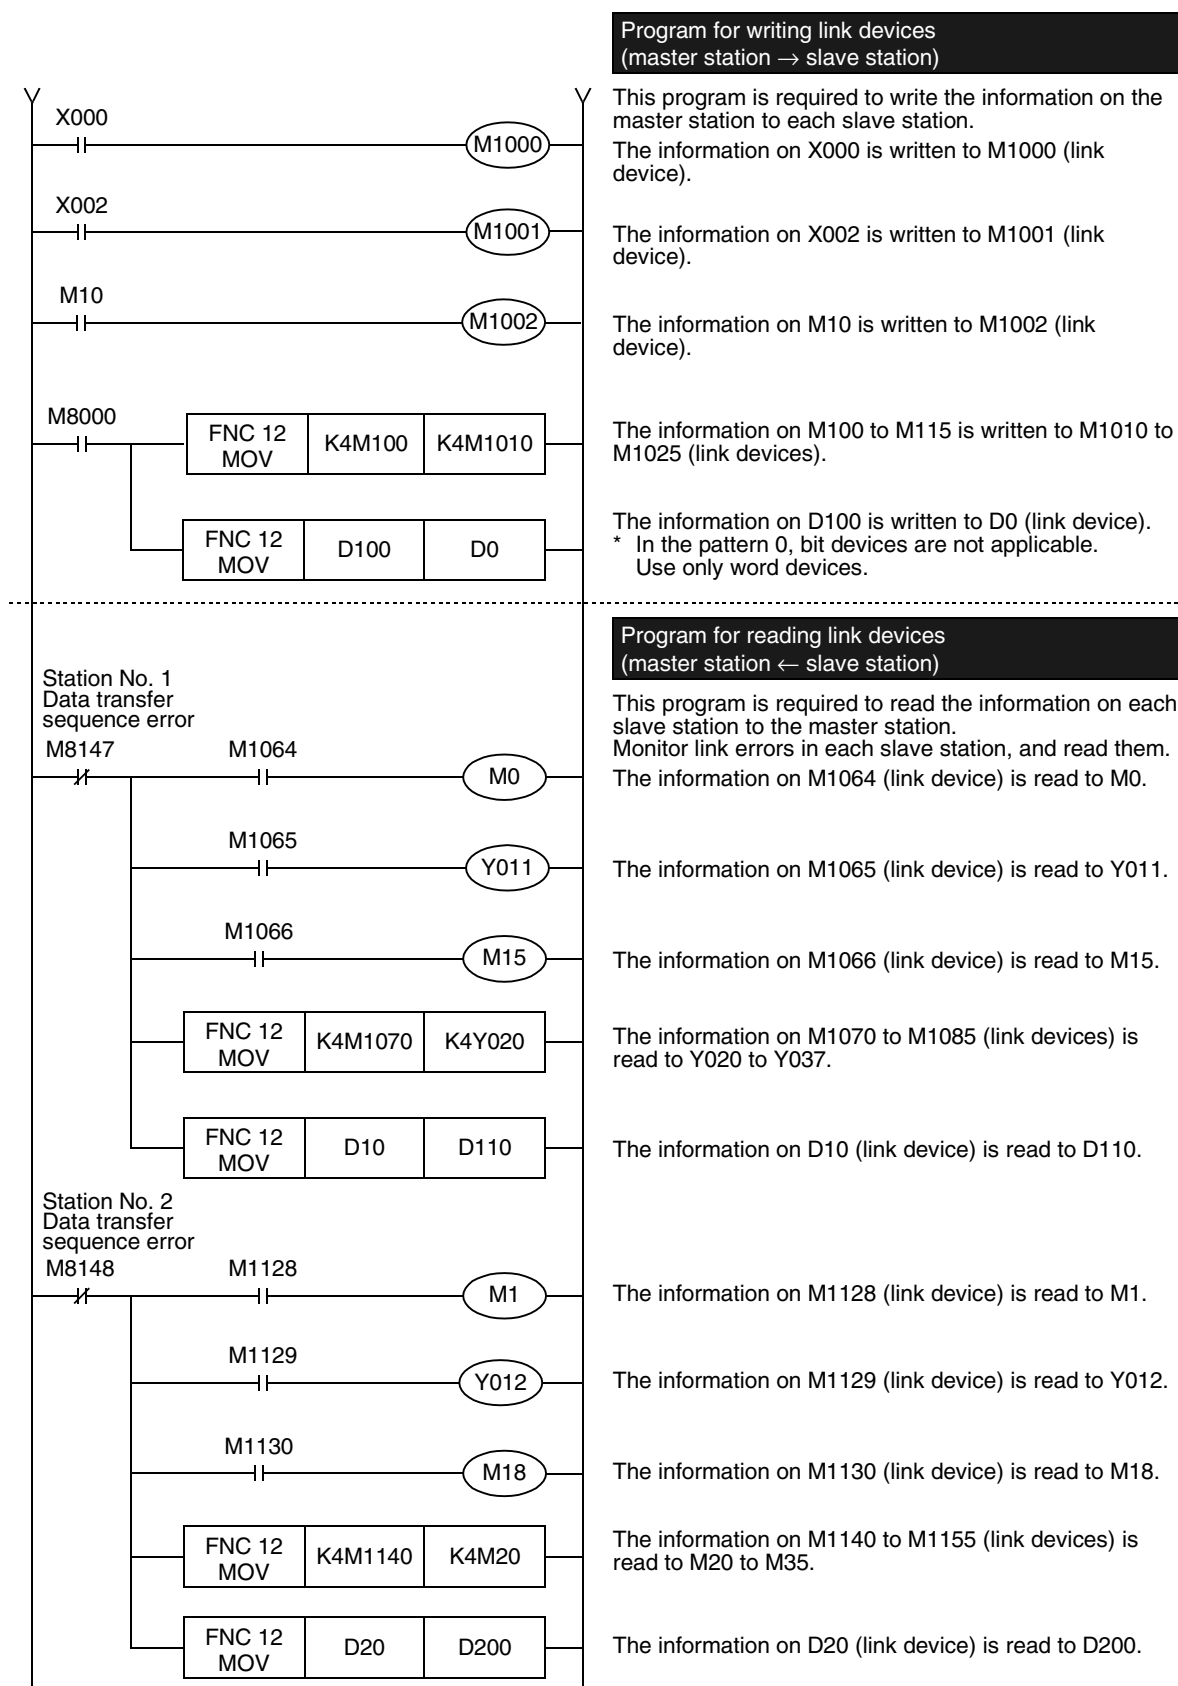 Program for writing link devices
(master station → slave station)
This program is required to write the information on the
master station to each slave station.
X000
M1000
The information on X000 is written to M1000 (link
device).
X002
M1001
The information on X002 is written to M1001 (link
device).
M10
M1002
The information on M10 is written to M1002 (link
device).
M8000
FNC 12
MOV
K4M100
K4M1010
The information on M100 to M115 is written to M1010 to
M1025 (link devices).
FNC 12
MOV
D100
D0
The information on D100 is written to D0 (link device).
* In the pattern 0, bit devices are not applicable.
Use only word devices.
Program for reading link devices
(master station ← slave station)
This program is required to read the information on each
slave station to the master station.
Monitor link errors in each slave station, and read them.
Station No. 1
Data transfer
sequence error
M8147
M1064
M0
The information on M1064 (link device) is read to M0.
M1065
Y011
The information on M1065 (link device) is read to Y011.
M1066
M15
The information on M1066 (link device) is read to M15.
FNC 12
MOV
K4M1070
K4Y020
The information on M1070 to M1085 (link devices) is
read to Y020 to Y037.
FNC 12
MOV
D10
D110
The information on D10 (link device) is read to D110.
Station No. 2
Data transfer
sequence error
M8148
M1128
M1
The information on M1128 (link device) is read to M1.
M1129
Y012
The information on M1129 (link device) is read to Y012.
M1130
M18
The information on M1130 (link device) is read to M18.
FNC 12
MOV
K4M1140
K4M20
The information on M1140 to M1155 (link devices) is
read to M20 to M35.
FNC 12
MOV
D20
D200
The information on D20 (link device) is read to D200.